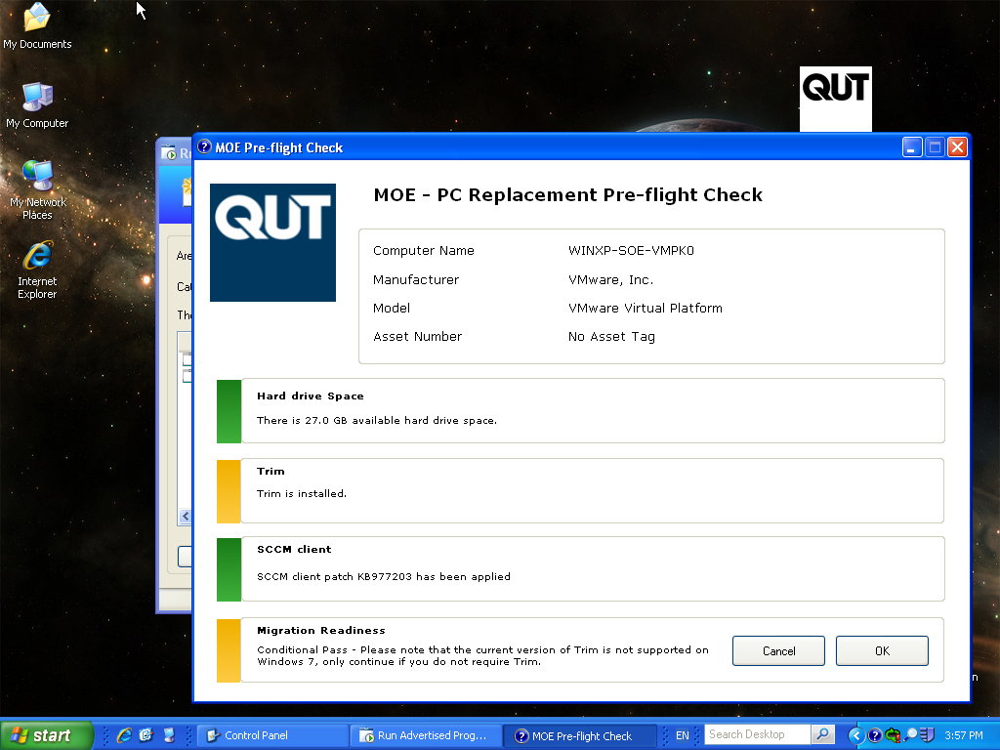 My Documents
My Computer
My Network
Places
Internet
Explorer
QUT
MOE Pre-flight Check
QUT
MOE - PC Replacement Pre-flight Check
Computer Name WINXP-SOE-VMPK0
Manufacturer VMware, Inc.
Model VMware Virtual Platform
Asset Number No Asset Tag
Hard drive Space
There is 27.0 GB available hard drive space.
Trim
Trim is installed.
SCCM client
SCCM client patch KB977203 has been applied
Migration Readiness
Conditional Pass - Please note that the current version of Trim is not supported on
Windows 7, only continue if you do not require Trim.
Cancel OK
start Control Panel Run Advertised Prog... MOE Pre-flight Check EN Search Desktop 3:57 PM